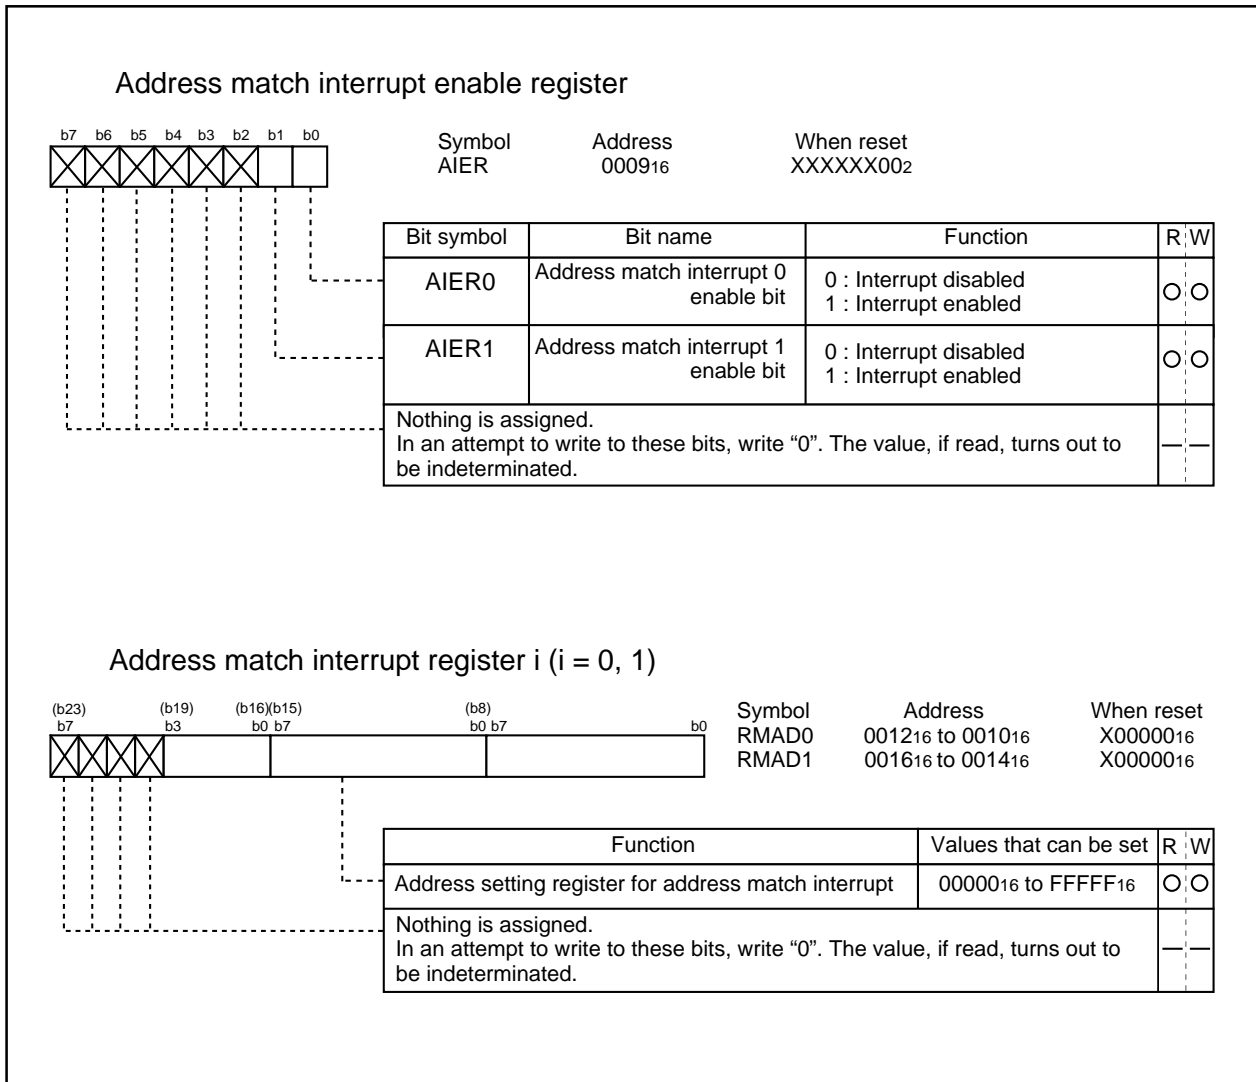 Address match interrupt enable register
b7 b6 b5 b4 b3 b2 b1 b0
Symbol Address When reset
AIER 000916 XXXXXX002
Bit symbol Bit name Function R W
AIER0 Address match interrupt 0 enable bit 0 : Interrupt disabled
1 : Interrupt enabled
AIER1 Address match interrupt 1 enable bit 0 : Interrupt disabled
1 : Interrupt enabled
Nothing is assigned.
In an attempt to write to these bits, write “0”. The value, if read, turns out to
be indeterminated.
Address match interrupt register i (i = 0, 1)
(b23) (b19) (b16)(b15) (b8)
b7 b3 b0 b7 b0 b7 b0
Symbol Address When reset
RMAD0 001216 to 001016 X0000016
RMAD1 001616 to 001416 X0000016
Function Values that can be set R W
Address setting register for address match interrupt 0000016 to FFFFF16
Nothing is assigned.
In an attempt to write to these bits, write “0”. The value, if read, turns out to
be indeterminated.